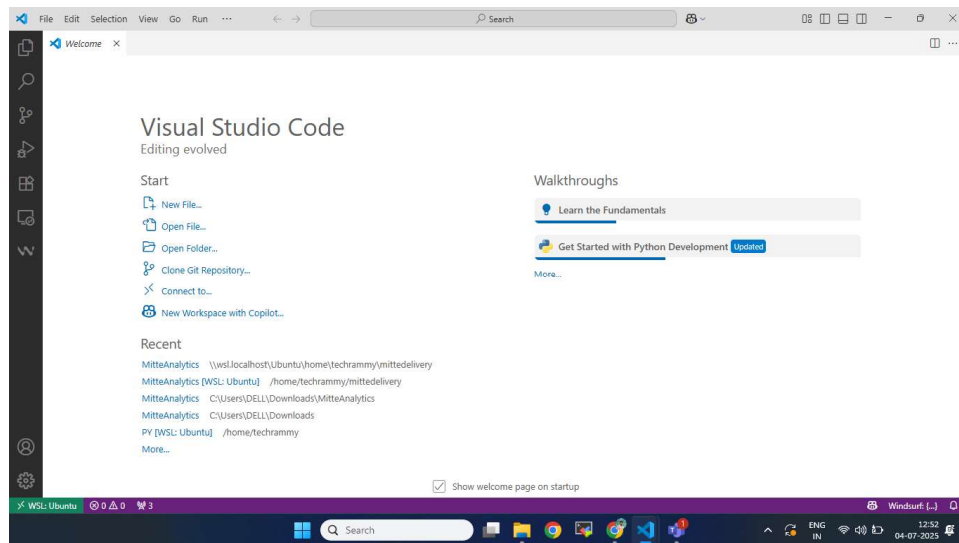 File Edit Selection View Go Run ··· Search
Welcome
Visual Studio Code
Editing evolved
Start
New File...
Open File...
Open Folder...
Clone Git Repository...
Connect to...
New Workspace with Copilot...
Recent
MitteAnalytics \\wsl.localhost\Ubuntu\home\techrammy\mittedelivery
MitteAnalytics [WSL: Ubuntu] /home/techrammy/mittedelivery
MitteAnalytics C:\Users\DELL\Downloads\MitteAnalytics
MitteAnalytics C:\Users\DELL\Downloads
PY [WSL: Ubuntu] /home/techrammy
More...
Walkthroughs
Learn the Fundamentals
Get Started with Python Development Updated
More...
Show welcome page on startup
WSL: Ubuntu 0 0 3 Windsurf: {...}
Search ENG 12:52
IN 04-07-2025